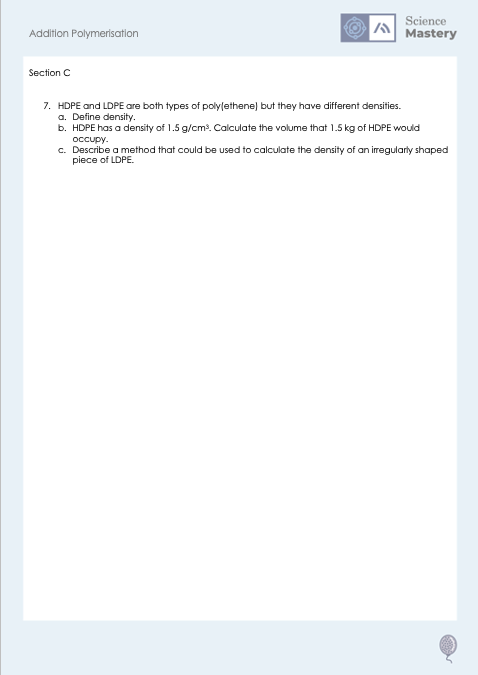 Addition Polymerisation
Science
Mastery
Section C
7. HDPE and LDPE are both types of poly(ethene) but they have different densities.
a. Define density.
b. HDPE has a density of 1.5 g/cm³. Calculate the volume that 1.5 kg of HDPE would
occupy.
c. Describe a method that could be used to calculate the density of an irregularly shaped
piece of LDPE.